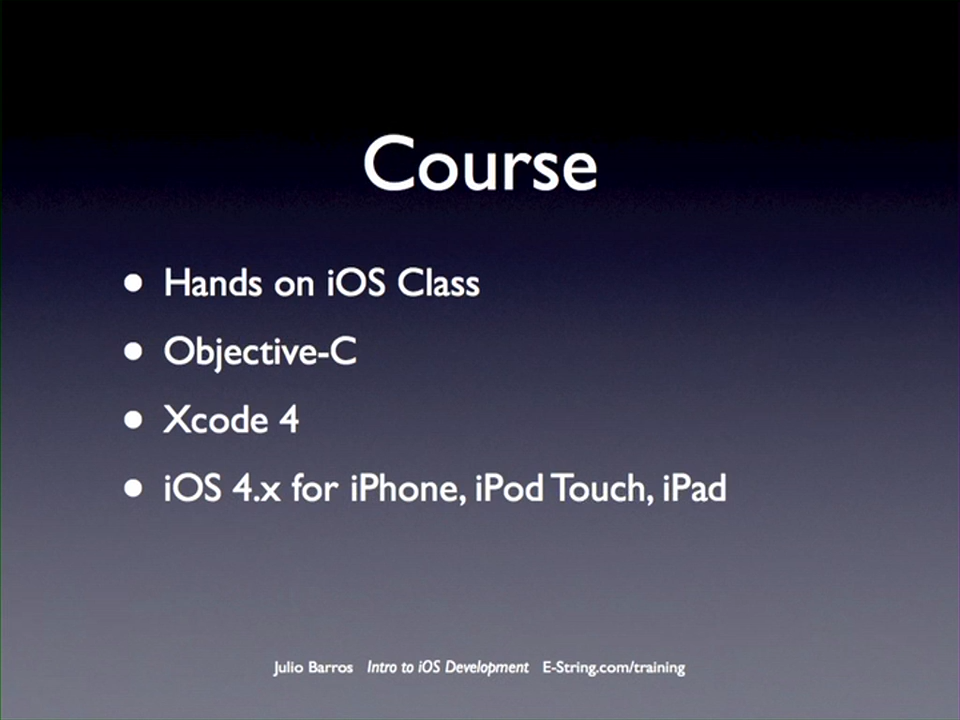 Course
• Hands on iOS Class
• Objective-C
• Xcode 4
• iOS 4.x for iPhone, iPod Touch, iPad
Julio Barros Intro to iOS Development E-String.com/training